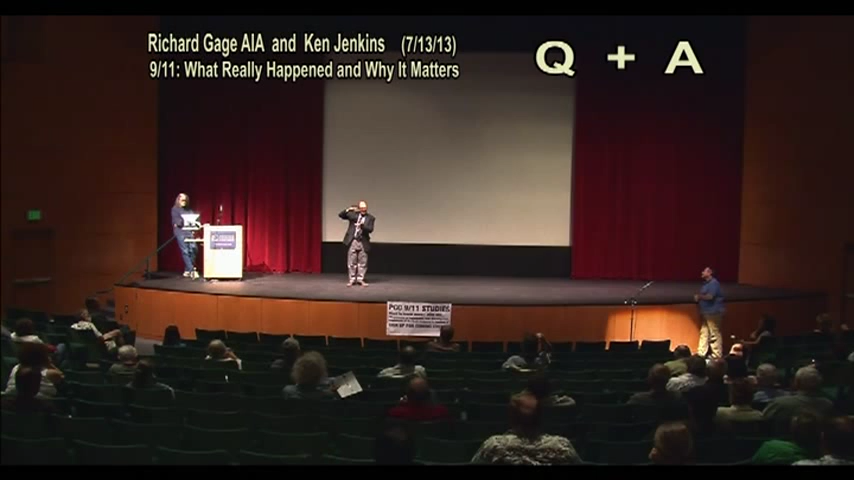 Richard Gage AIA and Ken Jenkins (7/13/13)
9/11: What Really Happened and Why It Matters
Q + A
9/11 STUDIES